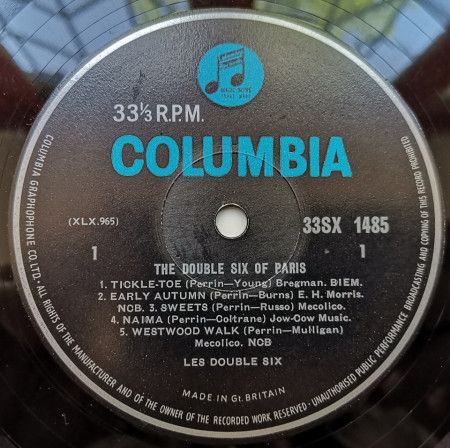 MAGIC NOTES
TRADE MARK
33⅓ R.P.M.
COLUMBIA
(XLX.965)
33SX 1485
1
1
THE DOUBLE SIX OF PARIS
1. TICKLE-TOE (Perrin—Young) Bregman. BIEM.
2. EARLY AUTUMN (Perrin—Burns) E. H. Morris.
NCB. 3. SWEETS (Perrin—Russo) Mecolico.
4. NAIMA (Perrin—Coltrane) Jow-Cow Music.
5. WESTWOOD WALK (Perrin—Mulligan)
Mecolico. NCB
LES DOUBLE SIX
MADE IN Gt. BRITAIN
COLUMBIA GRAPHOPHONE CO. LTD. · ALL RIGHTS OF THE MANUFACTURER AND OF THE OWNER OF THE RECORDED WORK RESERVED · UNAUTHORISED PUBLIC PERFORMANCE BROADCASTING AND COPYING OF THIS RECORD PROHIBITED